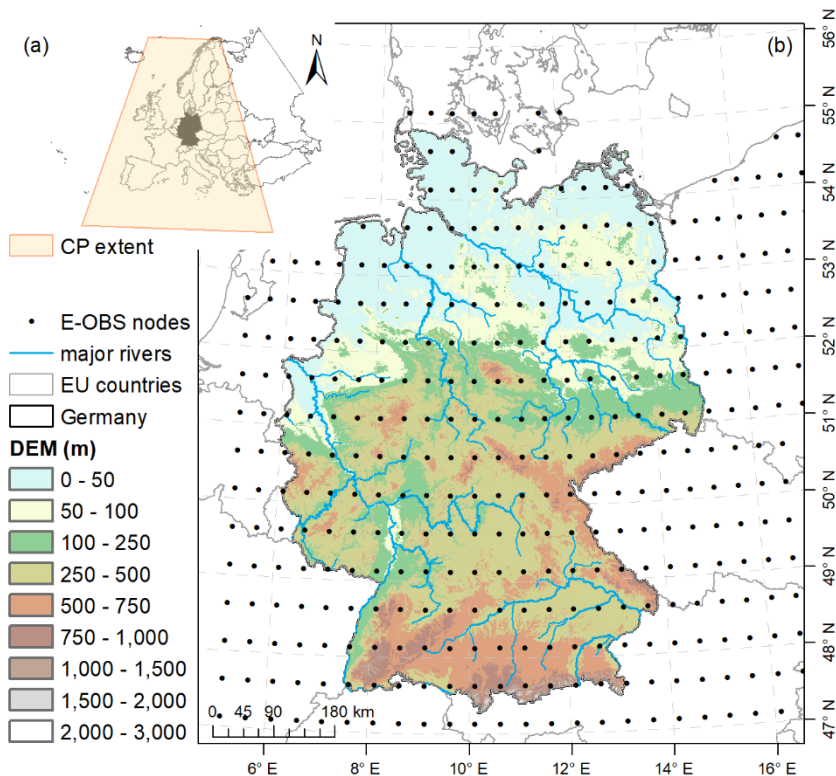 (a)
N
(b)
CP extent
E-OBS nodes
major rivers
EU countries
Germany
DEM (m)
0 - 50
50 - 100
100 - 250
250 - 500
500 - 750
750 - 1,000
1,000 - 1,500
1,500 - 2,000
2,000 - 3,000
0 45 90 180 km
56° N
55° N
54° N
53° N
52° N
51° N
50° N
49° N
48° N
47° N
6° E 8° E 10° E 12° E 14° E 16° E